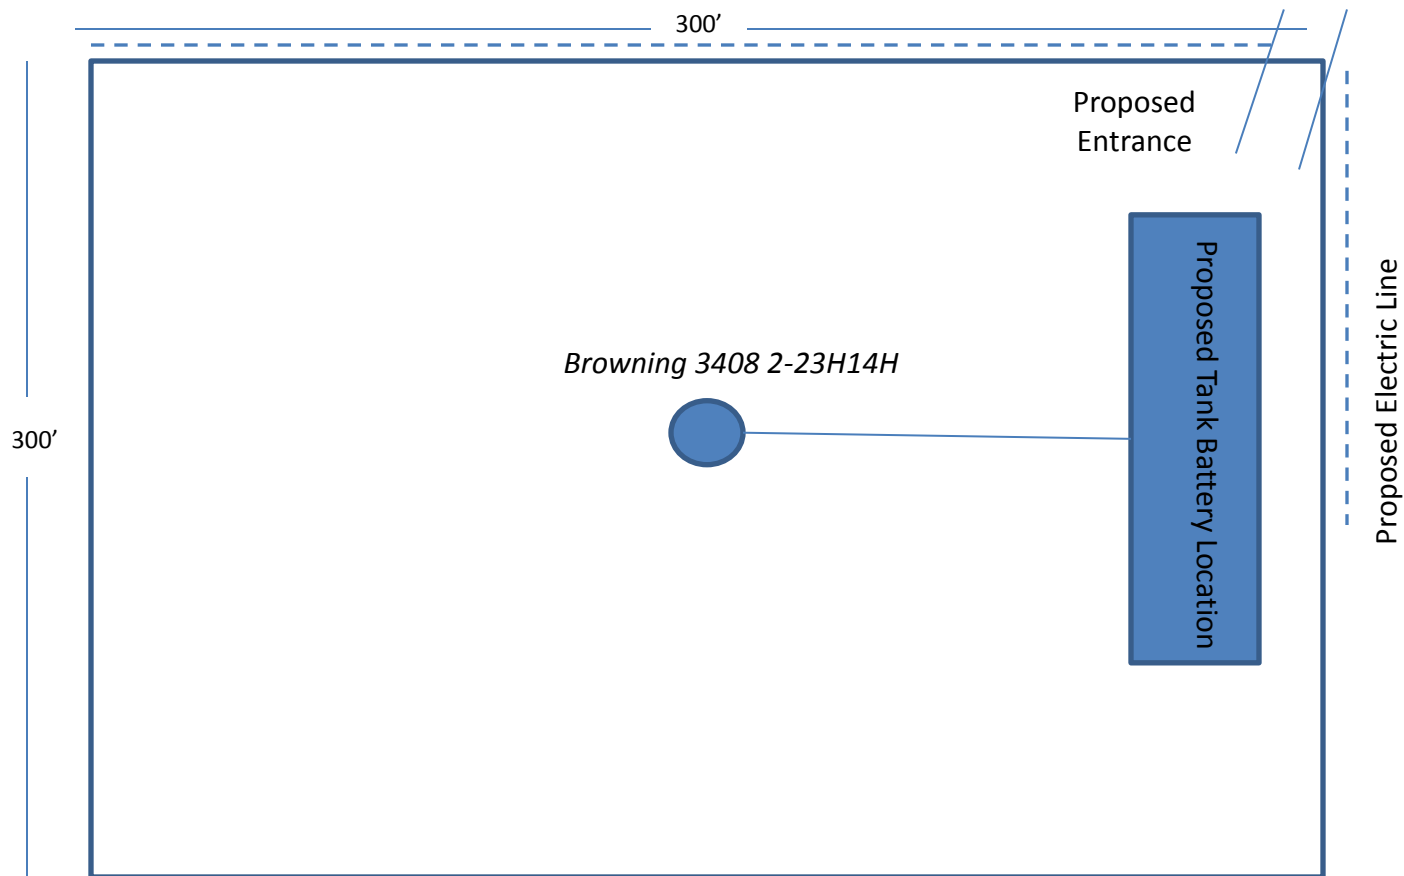 300’
Proposed
Entrance
Browning 3408 2-23H14H
300’
Proposed Tank Battery Location
Proposed Electric Line